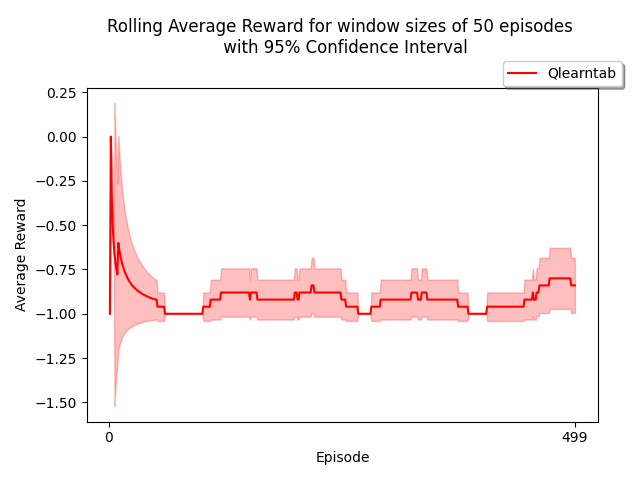 Rolling Average Reward for window sizes of 50 episodes
with 95% Confidence Interval
Qlearntab
0.25
0.00
−0.25
−0.50
−0.75
−1.00
−1.25
−1.50
Average Reward
0
499
Episode